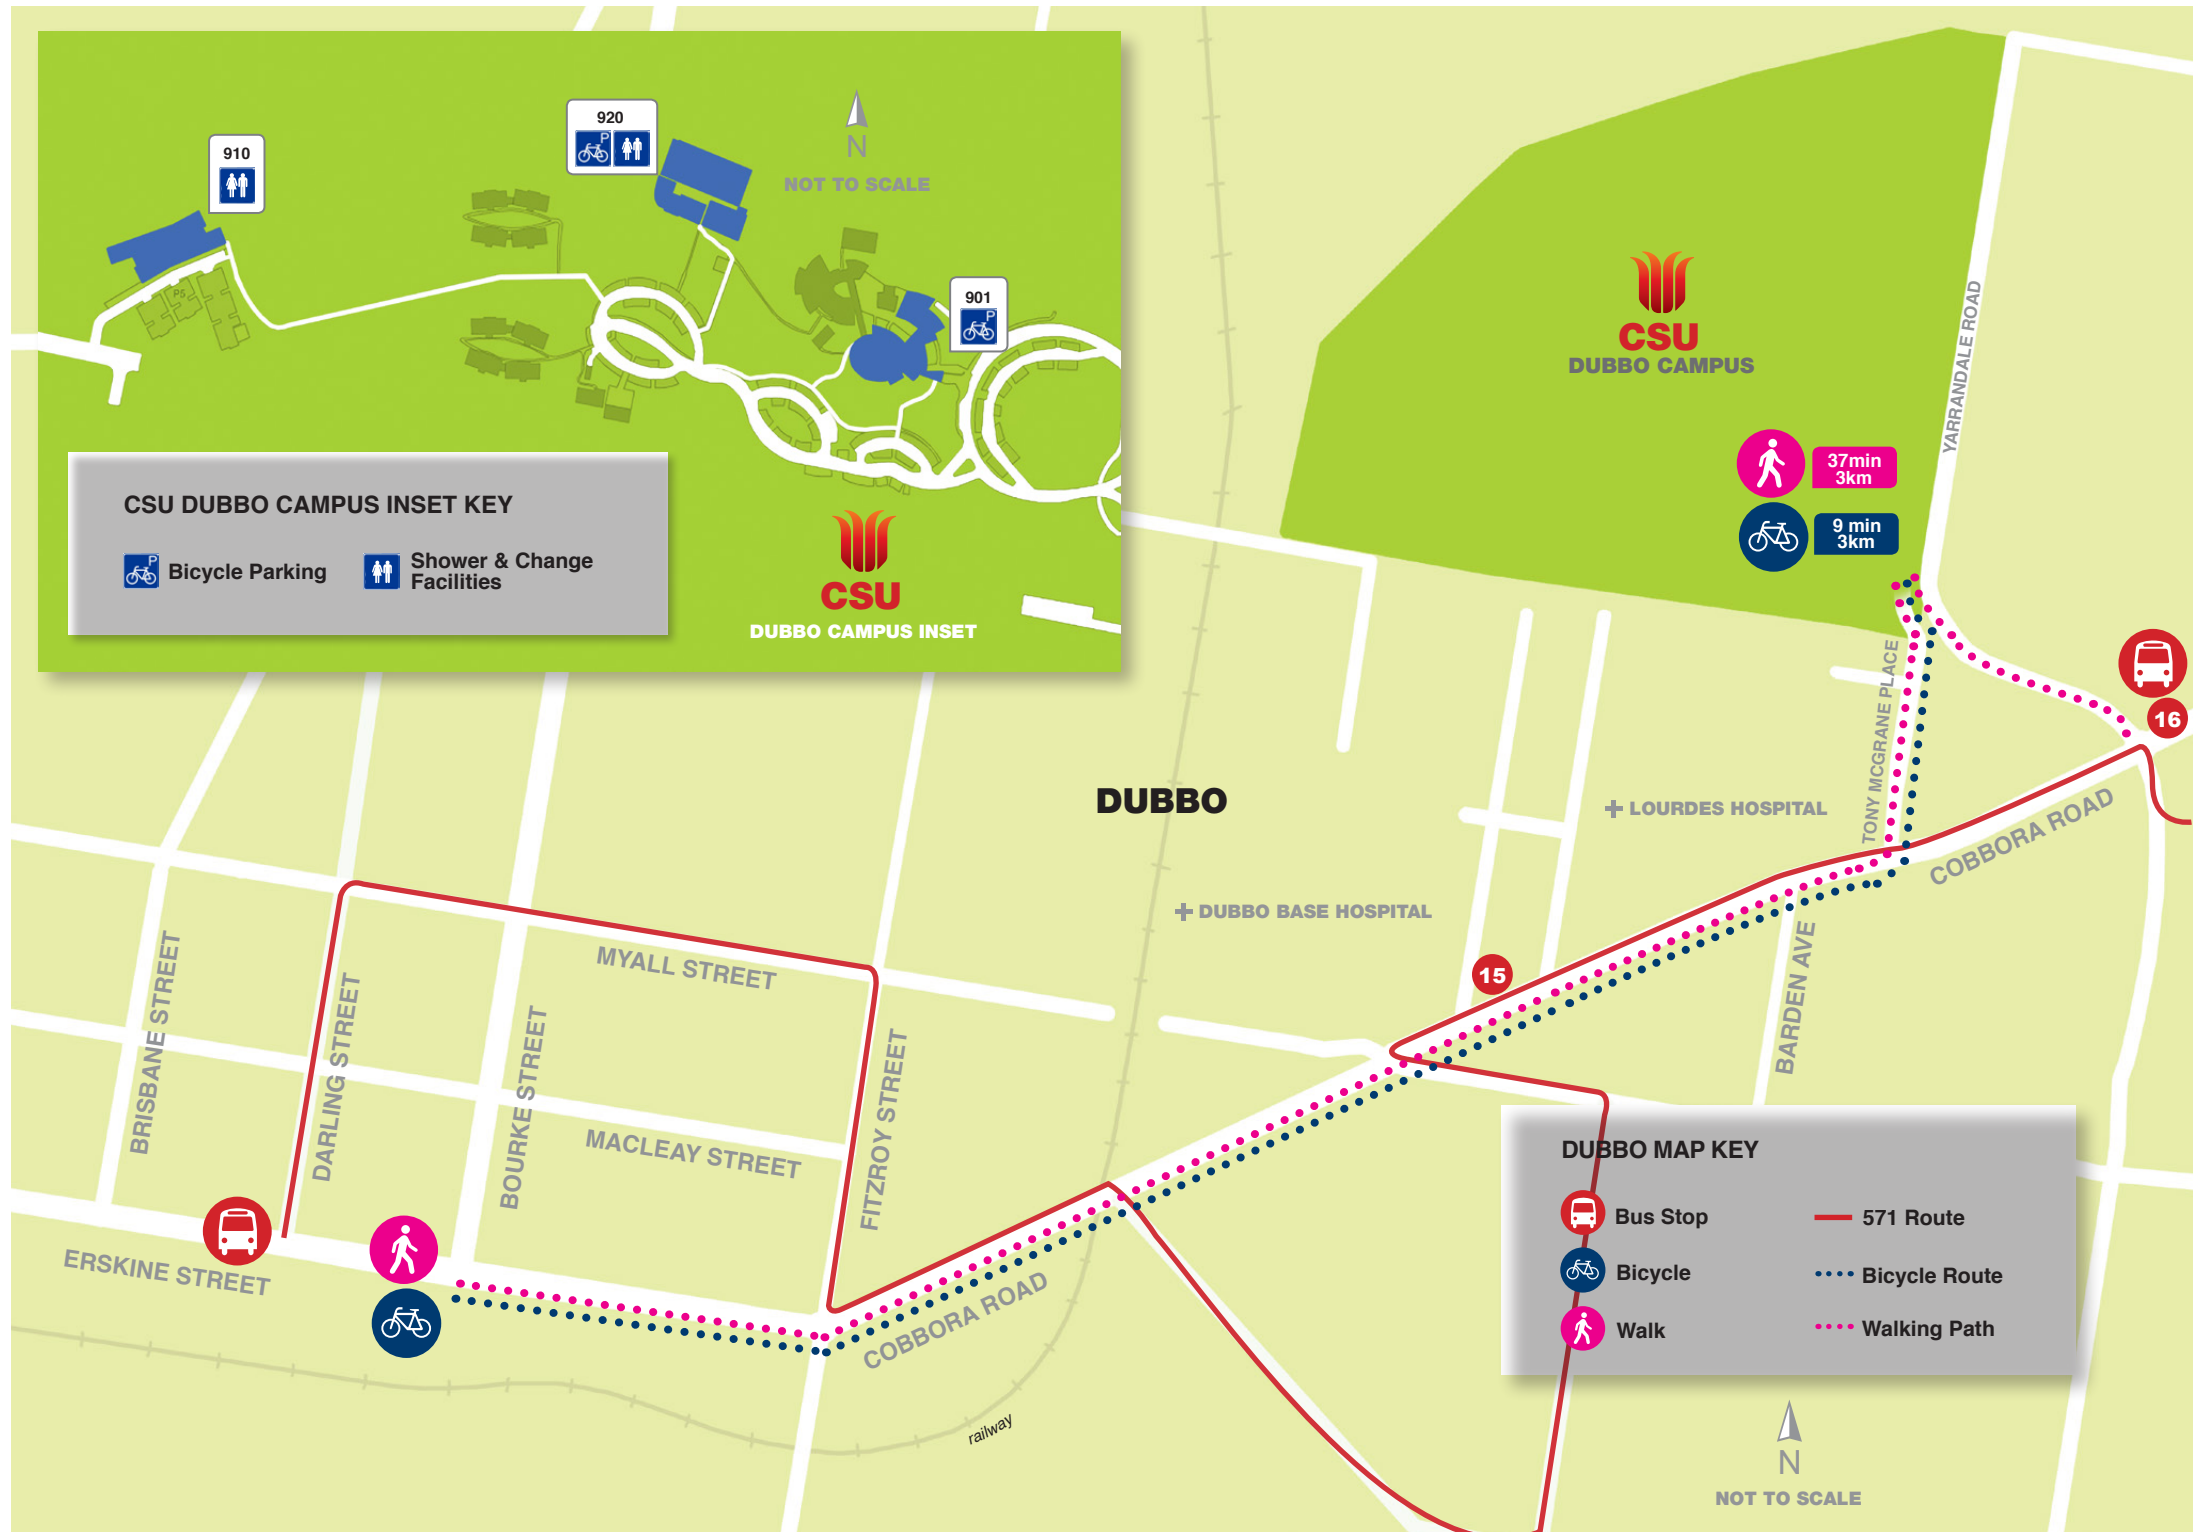 910
920
P
N
NOT TO SCALE
901
P
P5
CSU DUBBO CAMPUS INSET KEY
P
Bicycle Parking
Shower & Change
Facilities
CSU
DUBBO CAMPUS INSET
CSU
DUBBO CAMPUS
YARRANDALE ROAD
37min
3km
9 min
3km
TONY MCGRANE PLACE
16
DUBBO
LOURDES HOSPITAL
COBBORA ROAD
DUBBO BASE HOSPITAL
15
BARDEN AVE
MYALL STREET
BRISBANE STREET
DARLING STREET
BOURKE STREET
MACLEAY STREET
FITZROY STREET
ERSKINE STREET
COBBORA ROAD
railway
DUBBO MAP KEY
Bus Stop
571 Route
Bicycle
Bicycle Route
Walk
Walking Path
N
NOT TO SCALE